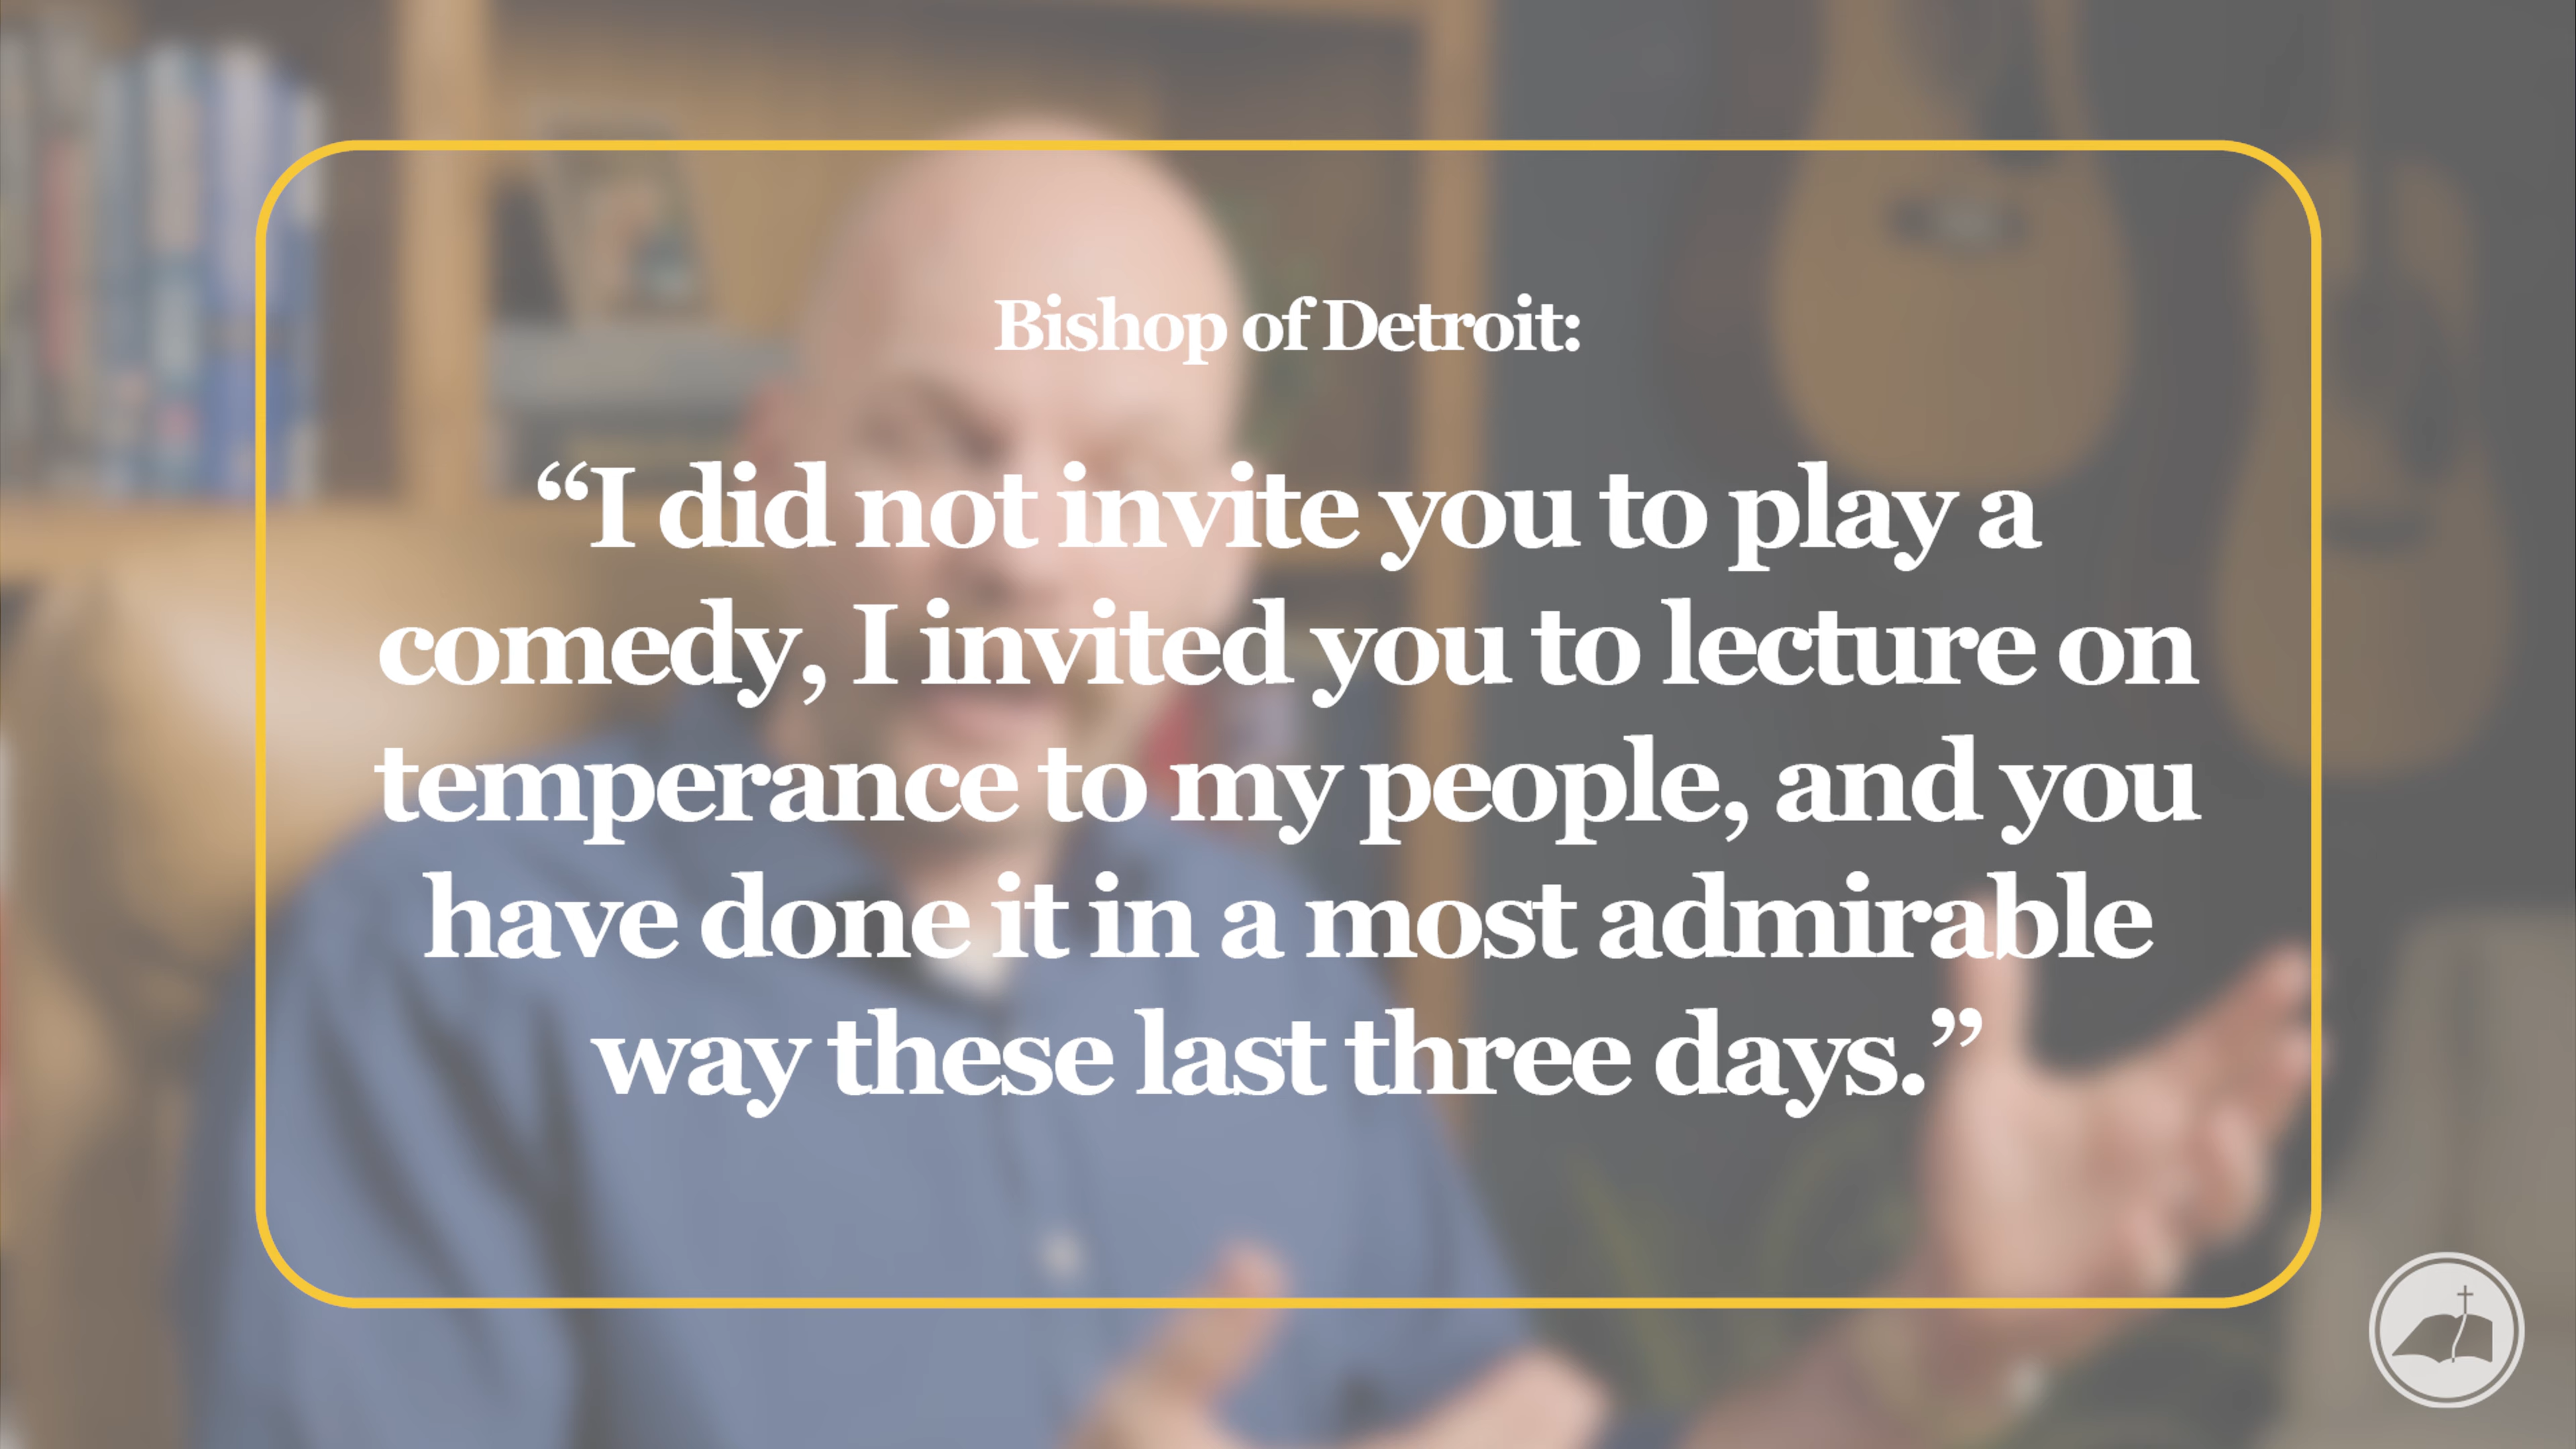 Bishop of Detroit:
“I did not invite you to play a
comedy, I invited you to lecture on
temperance to my people, and you
have done it in a most admirable
way these last three days.”